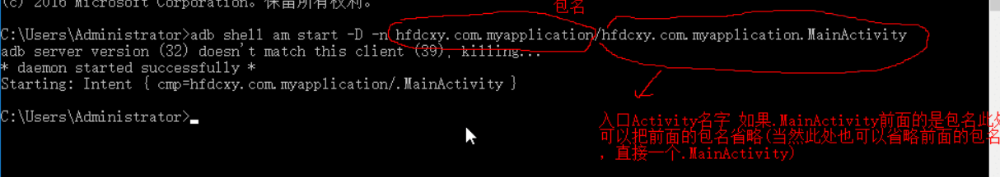 (c) 2016 Microsoft Corporation。保留所有权利。
包名
C:\Users\Administrator>adb shell am start -D -n hfdcxy.com.myapplication/hfdcxy.com.myapplication.MainActivity
adb server version (32) doesn't match this client (39); killing...
* daemon started successfully *
Starting: Intent { cmp=hfdcxy.com.myapplication/.MainActivity }
C:\Users\Administrator>
入口Activity名字 如果.MainActivity前面的是包名此处
可以把前面的包名省略(当然此处也可以省略前面的包名
，直接一个.MainActivity)